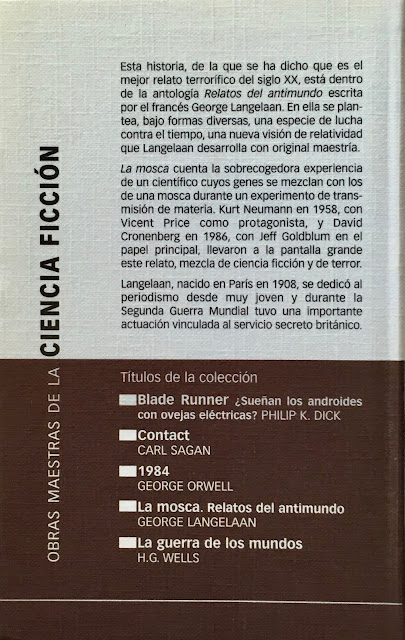 Esta historia, de la que se ha dicho que es el
mejor relato terrorífico del siglo XX, está dentro
de la antología Relatos del antimundo escrita
por el francés George Langelaan. En ella se plan-
tea, bajo formas diversas, una especie de lucha
contra el tiempo, una nueva visión de relatividad
que Langelaan desarrolla con original maestría.
La mosca cuenta la sobrecogedora experiencia
de un científico cuyos genes se mezclan con los
de una mosca durante un experimento de trans-
misión de materia. Kurt Neumann en 1958, con
Vicent Price como protagonista, y David
Cronenberg en 1986, con Jeff Goldblum en el
papel principal, llevaron a la pantalla grande
este relato, mezcla de ciencia ficción y de terror.
Langelaan, nacido en París en 1908, se dedicó al
periodismo desde muy joven y durante la
Segunda Guerra Mundial tuvo una importante
actuación vinculada al servicio secreto británico.
OBRAS MAESTRAS DE LA CIENCIA FICCIÓN
Títulos de la colección
Blade Runner ¿Sueñan los androides
con ovejas eléctricas? PHILIP K. DICK
Contact
CARL SAGAN
1984
GEORGE ORWELL
La mosca. Relatos del antimundo
GEORGE LANGELAAN
La guerra de los mundos
H.G. WELLS